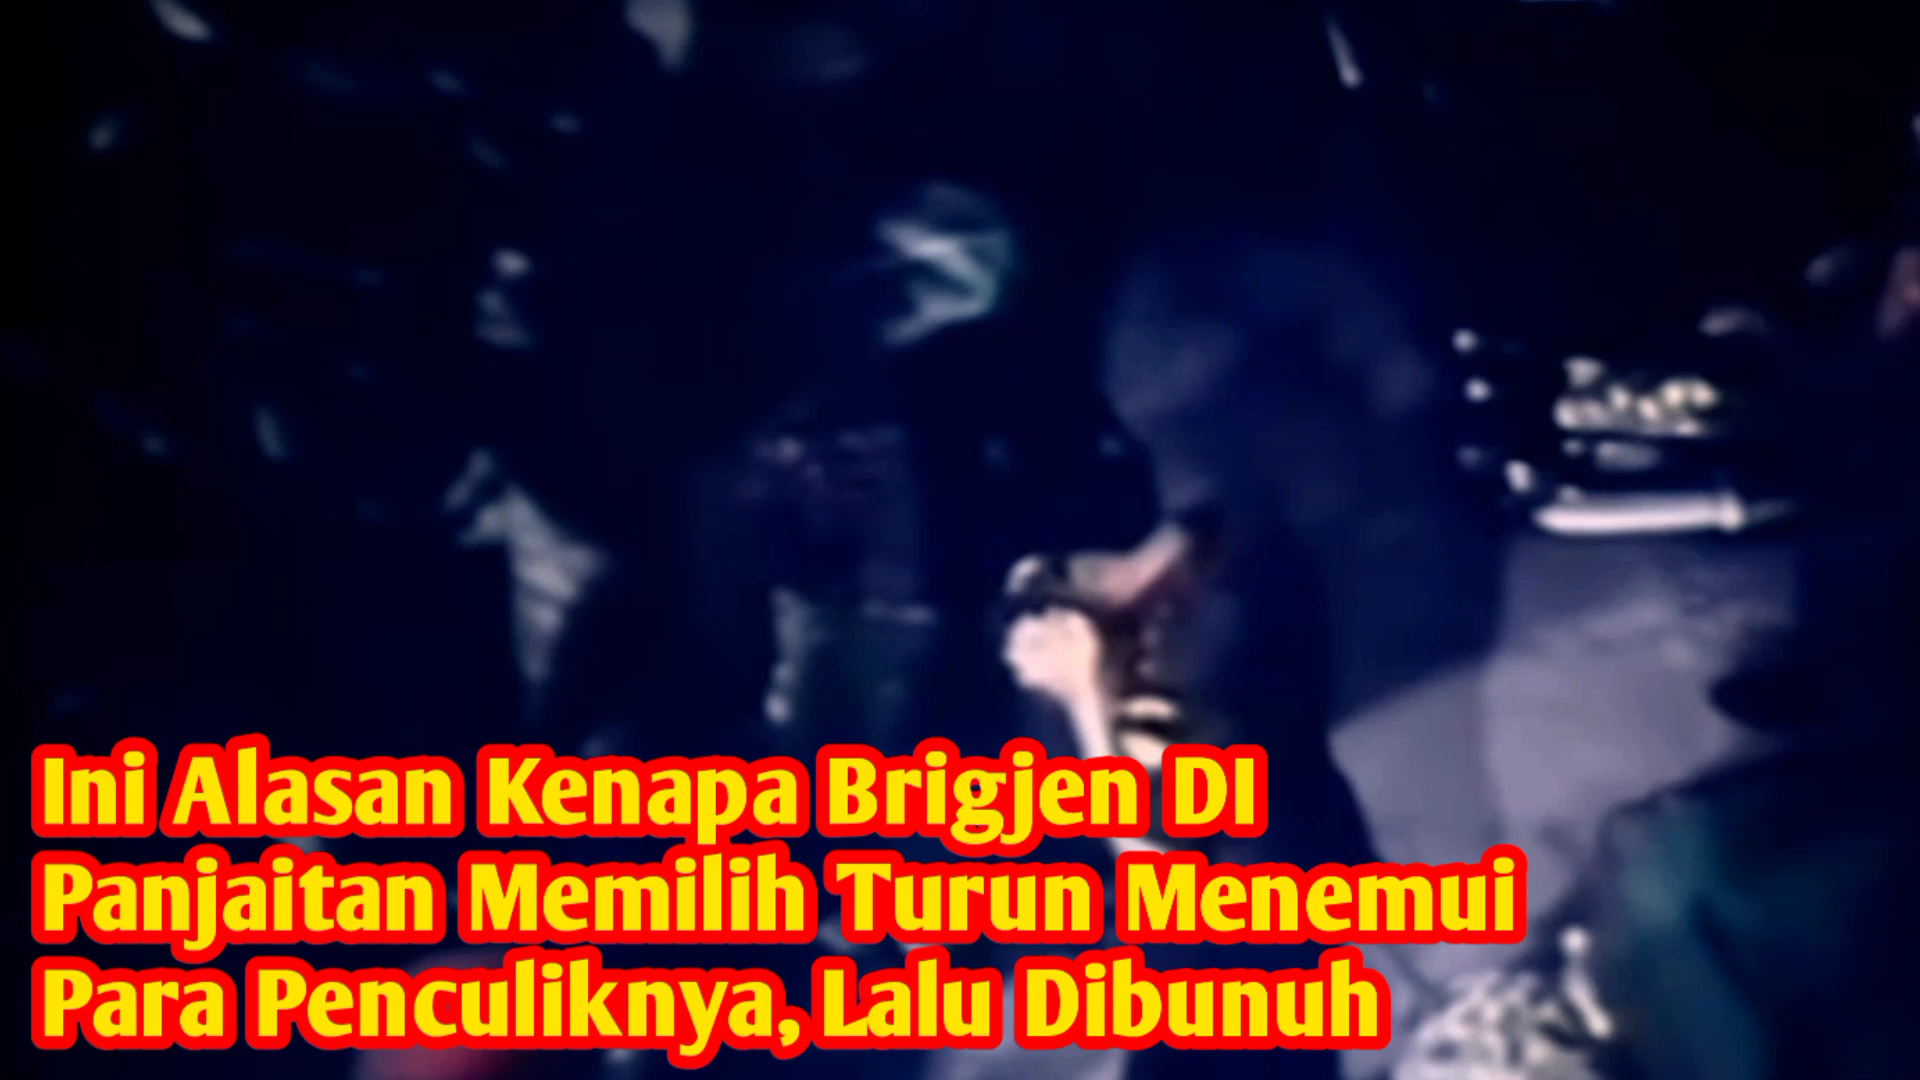 Ini Alasan Kenapa Brigjen DI
Panjaitan Memilih Turun Menemui
Para Penculiknya, Lalu Dibunuh